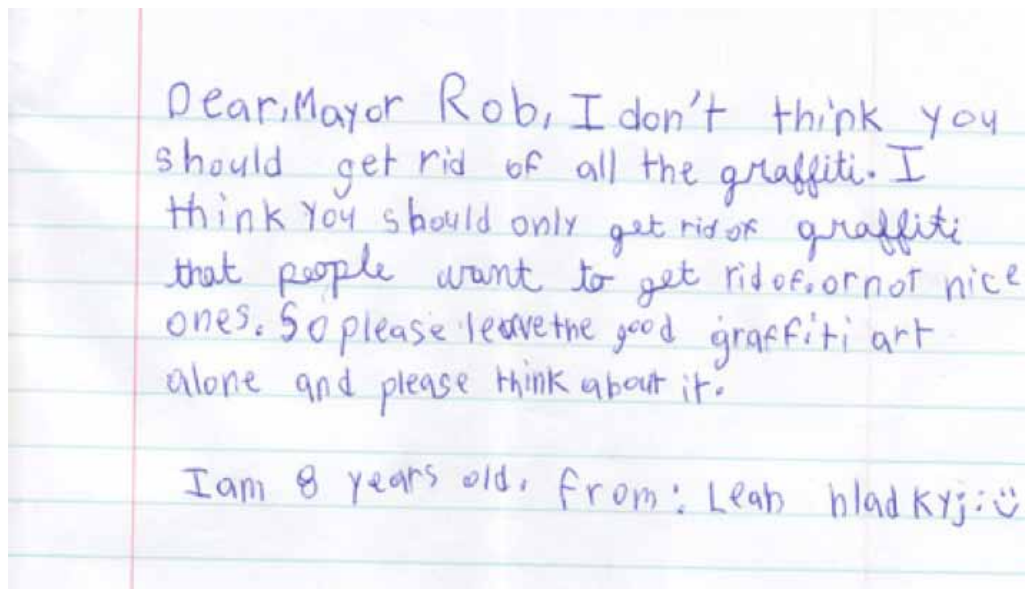 Dear, Mayor Rob, I don't think you
should get rid of all the graffiti. I
think you should only get rid of graffiti
that people want to get rid of. or not nice
ones. So please leave the good graffiti art
alone and please think about it.
I am 8 years old. from: Leah hladkyj :)